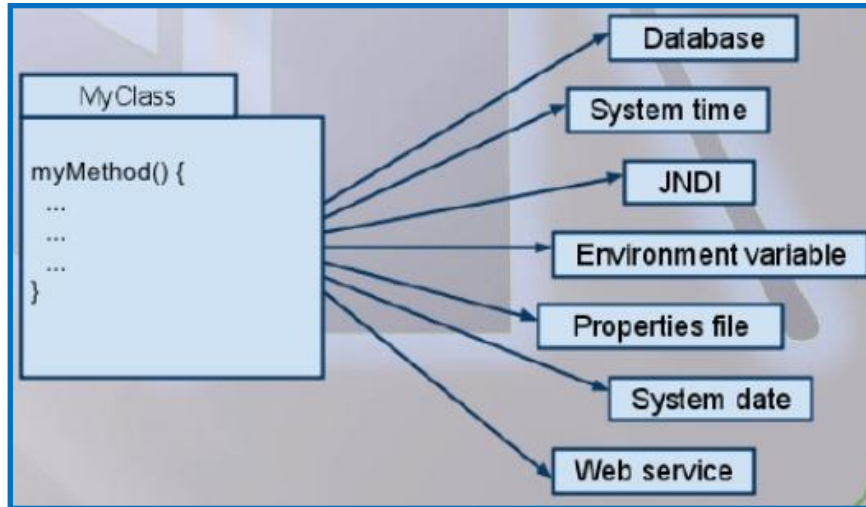 Database
MyClass
System time
myMethod() {
...
JNDI
...
...
Environment variable
}
Properties file
System date
Web service